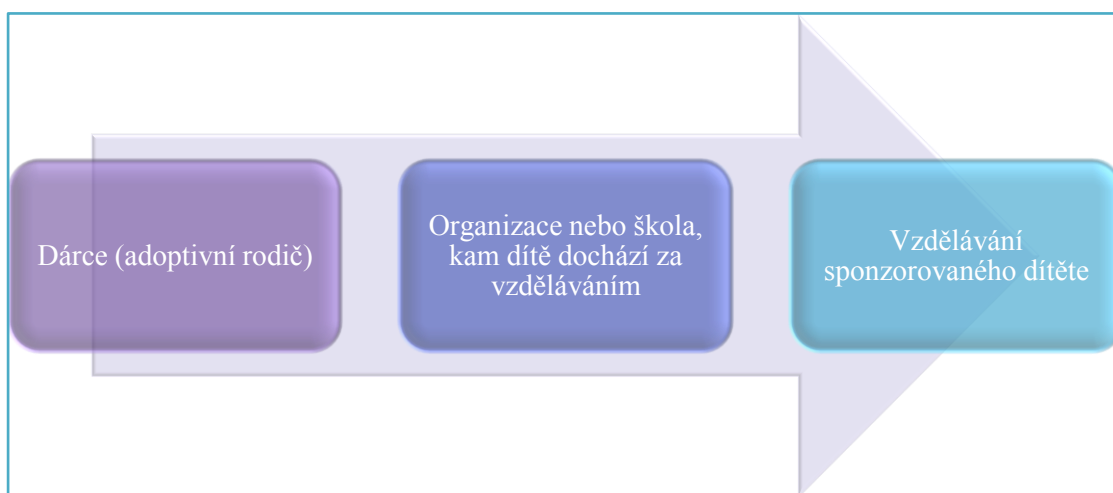 Dárce (adoptivní rodič)
Organizace nebo škola,
kam dítě dochází za
vzděláváním
Vzdělávání
sponzorovaného dítěte